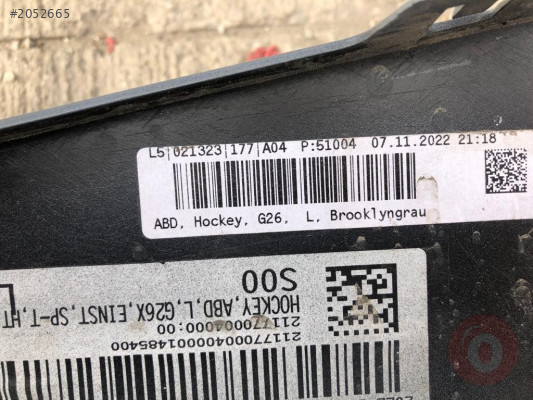 #2052665
L5|021323|177|A04 P:51004 07.11.2022 21:18
ABD, Hockey, G26, L, Brooklyngrau
S00
HOCKEY,ABD,L,G26X,EINST,SP-T,HT
211770004000:00
21177000400001485400